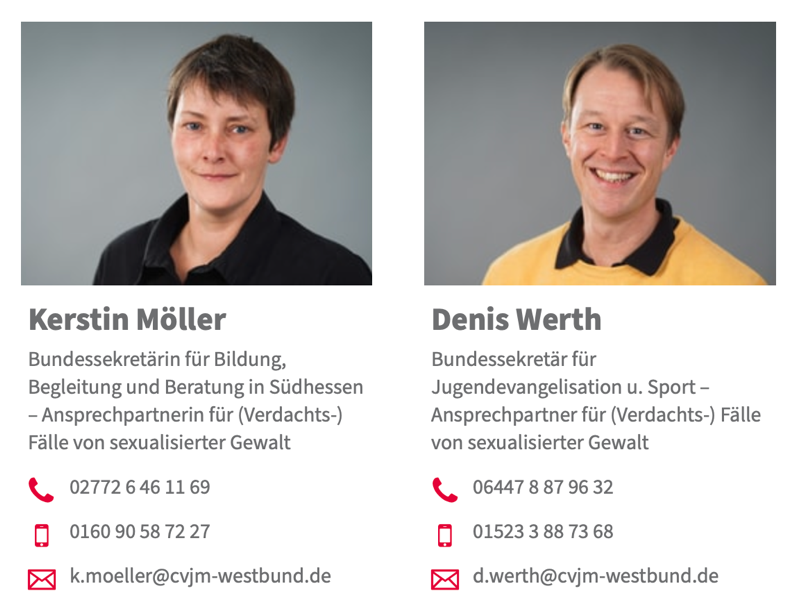 Kerstin Möller
Bundessekretärin für Bildung,
Begleitung und Beratung in Südhessen
– Ansprechpartnerin für (Verdachts-)
Fälle von sexualisierter Gewalt
02772 6 46 11 69
0160 90 58 72 27
k.moeller@cvjm-westbund.de
Denis Werth
Bundessekretär für
Jugendevangelisation u. Sport –
Ansprechpartner für (Verdachts-) Fälle
von sexualisierter Gewalt
06447 8 87 96 32
01523 3 88 73 68
d.werth@cvjm-westbund.de